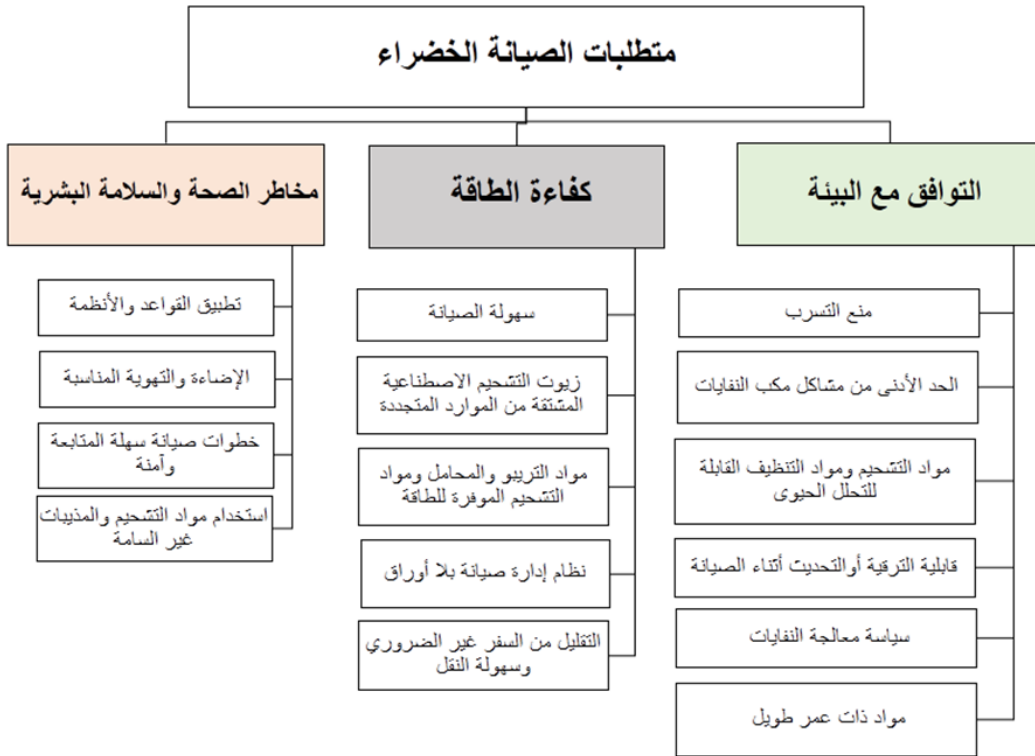 متطلبات الصيانة الخضراء
التوافق مع البيئة
منع التسرب
الحد الأدنى من مشاكل مكب النفايات
مواد التشحيم ومواد التنظيف القابلة
للتحلل الحيوى
قابلية الترقية أوالتحديث أثناء الصيانة
سياسة معالجة النفايات
مواد ذات عمر طويل
كفاءة الطاقة
سهولة الصيانة
زيوت التشحيم الاصطناعية
المشتقة من الموارد المتجددة
مواد التريبو والمحامل ومواد
التشحيم الموفرة للطاقة
نظام إدارة صيانة بلا أوراق
التقليل من السفر غير الضروري
وسهولة النقل
مخاطر الصحة والسلامة البشرية
تطبيق القواعد والأنظمة
الإضاءة والتهوية المناسبة
خطوات صيانة سهلة المتابعة
وآمنة
استخدام مواد التشحيم والمذيبات
غير السامة